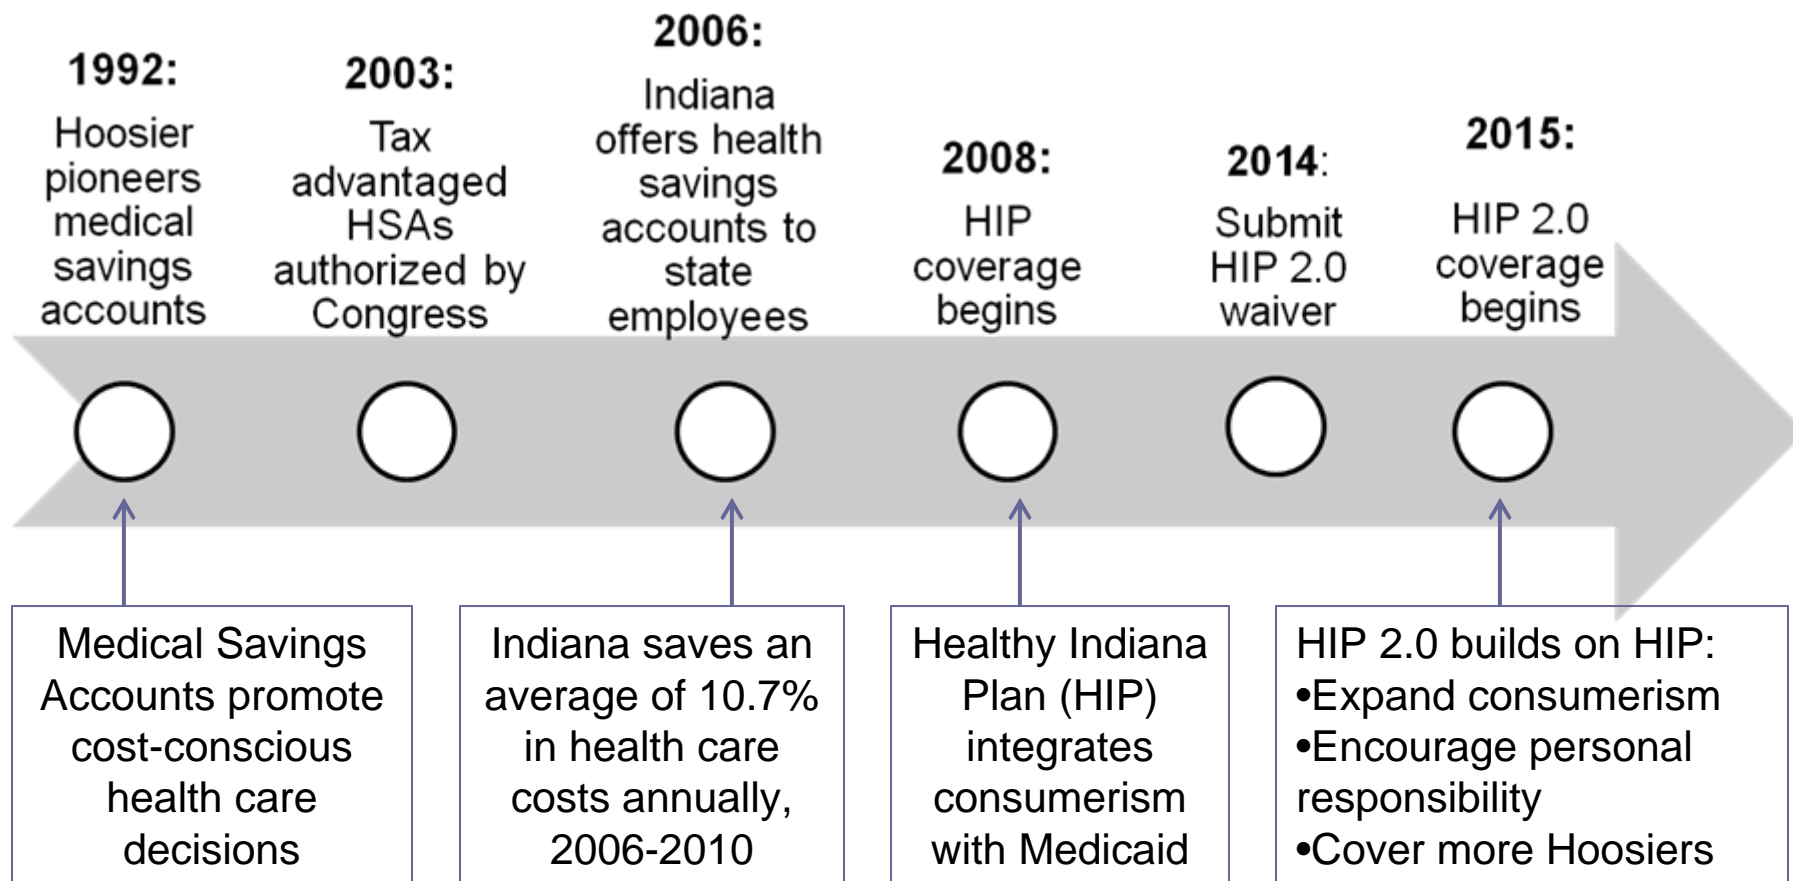 1992:
Hoosier
pioneers
medical
savings
accounts
2003:
Tax
advantaged
HSAs
authorized by
Congress
2006:
Indiana
offers health
savings
accounts to
state
employees
2008:
HIP
coverage
begins
2014:
Submit
HIP 2.0
waiver
2015:
HIP 2.0
coverage
begins
Medical Savings
Accounts promote
cost-conscious
health care
decisions
Indiana saves an
average of 10.7%
in health care
costs annually,
2006-2010
Healthy Indiana
Plan (HIP)
integrates
consumerism
with Medicaid
HIP 2.0 builds on HIP:
•Expand consumerism
•Encourage personal
responsibility
•Cover more Hoosiers